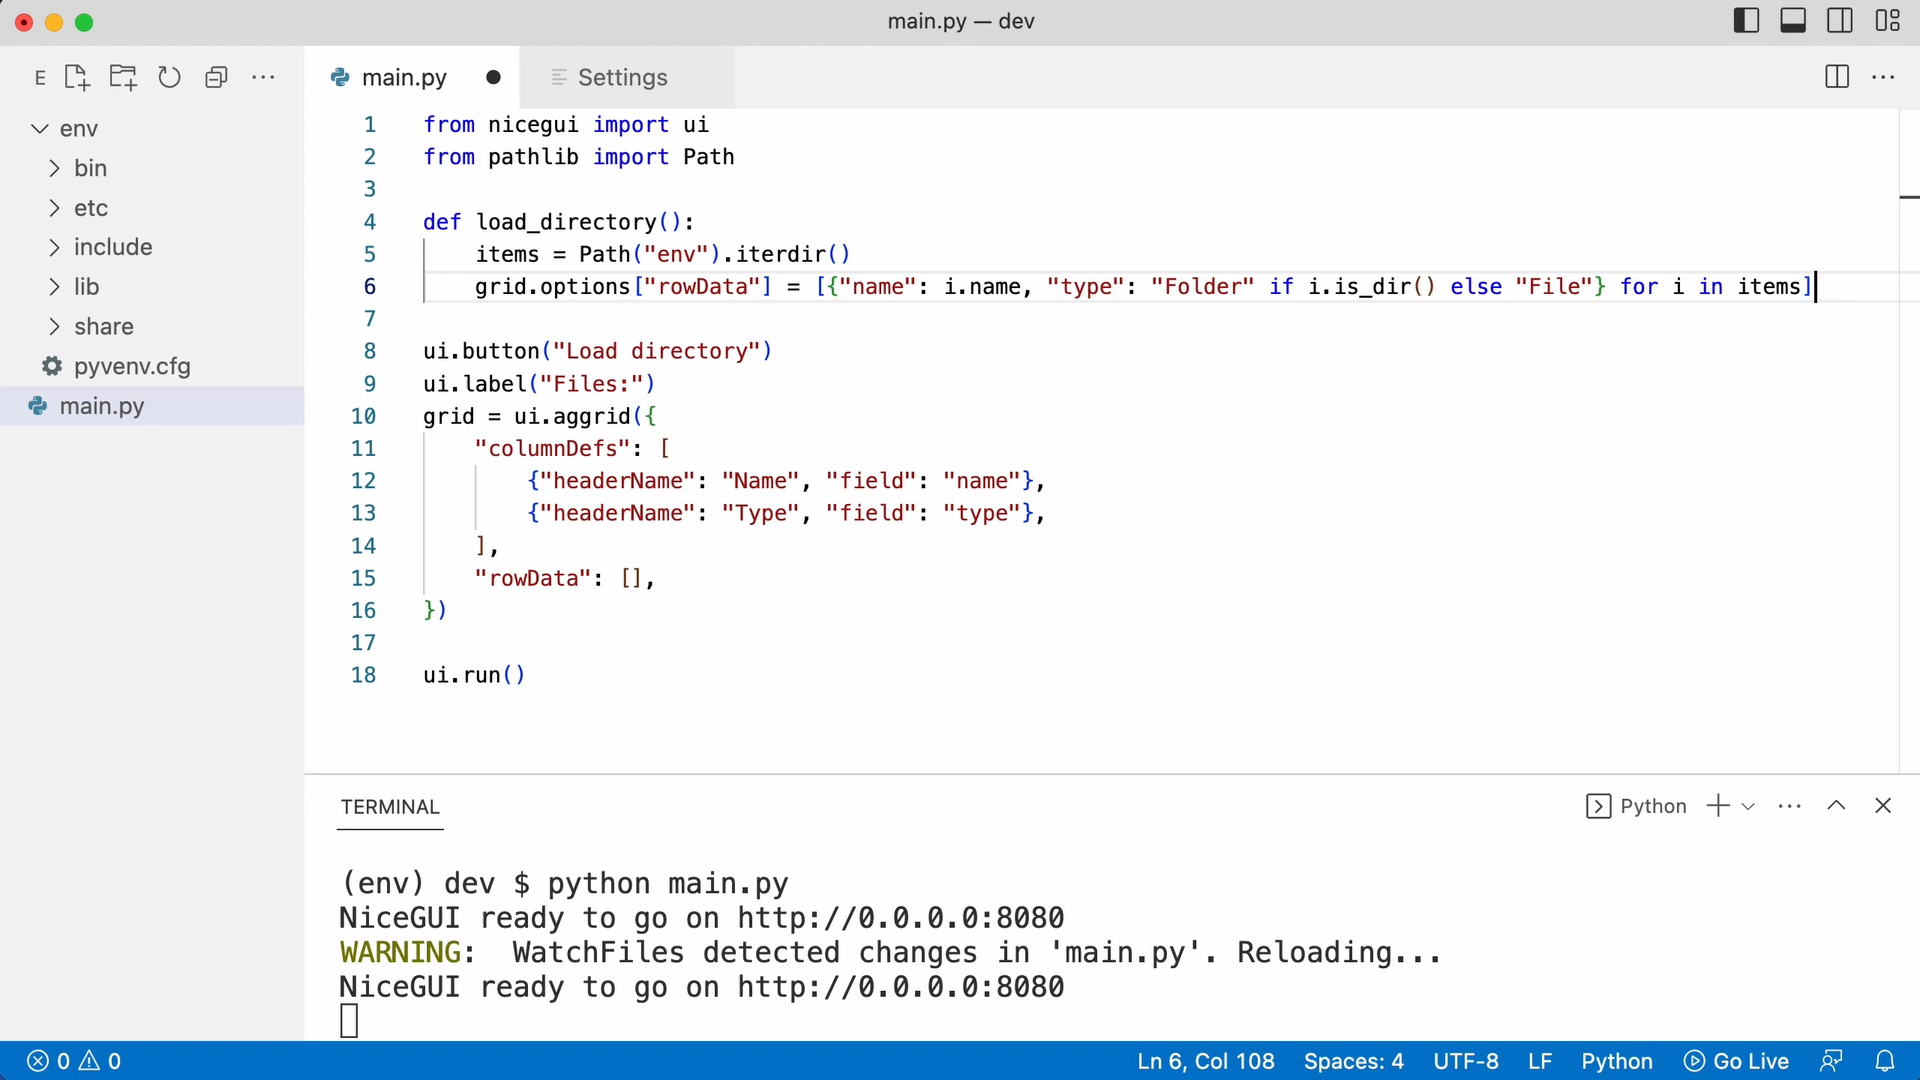 main.py — dev
E
main.py
Settings
env
bin
etc
include
lib
share
pyvenv.cfg
main.py
1 from nicegui import ui
2 from pathlib import Path
3
4 def load_directory():
5     items = Path("env").iterdir()
6     grid.options["rowData"] = [{"name": i.name, "type": "Folder" if i.is_dir() else "File"} for i in items]
7
8 ui.button("Load directory")
9 ui.label("Files:")
10 grid = ui.aggrid({
11     "columnDefs": [
12         {"headerName": "Name", "field": "name"},
13         {"headerName": "Type", "field": "type"},
14     ],
15     "rowData": [],
16 })
17
18 ui.run()
TERMINAL
Python
(env) dev $ python main.py
NiceGUI ready to go on http://0.0.0.0:8080
WARNING:  WatchFiles detected changes in 'main.py'. Reloading...
NiceGUI ready to go on http://0.0.0.0:8080
0 0 Ln 6, Col 108 Spaces: 4 UTF-8 LF Python Go Live